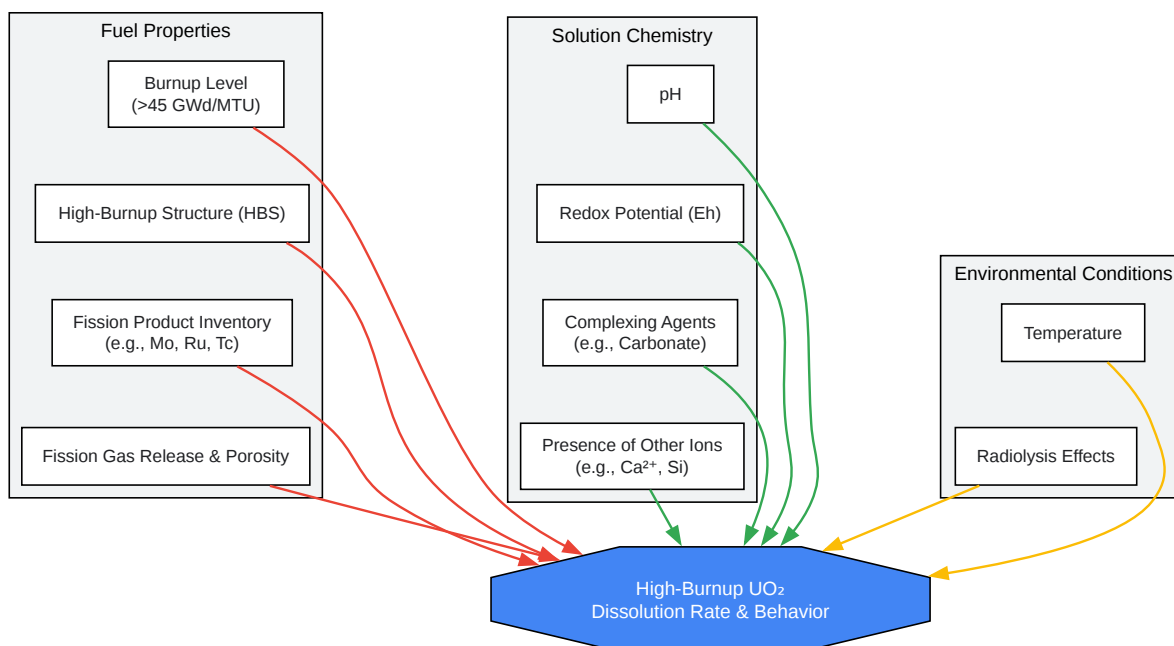 Fuel Properties
Burnup Level
(>45 GWd/MTU)
High-Burnup Structure (HBS)
Fission Product Inventory
(e.g., Mo, Ru, Tc)
Fission Gas Release & Porosity
Solution Chemistry
pH
Redox Potential (Eh)
Complexing Agents
(e.g., Carbonate)
Presence of Other Ions
(e.g., Ca²⁺, Si)
Environmental Conditions
Temperature
Radiolysis Effects
High-Burnup UO₂
Dissolution Rate & Behavior